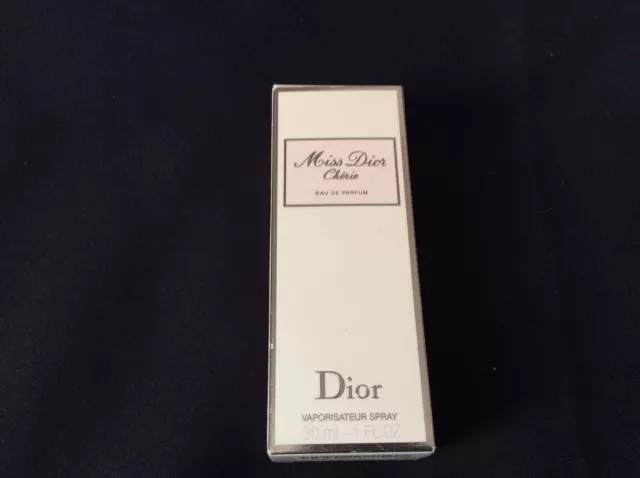 Miss Dior
Chérie
EAU DE PARFUM
Dior
VAPORISATEUR SPRAY
30 ml - 1 FL.OZ